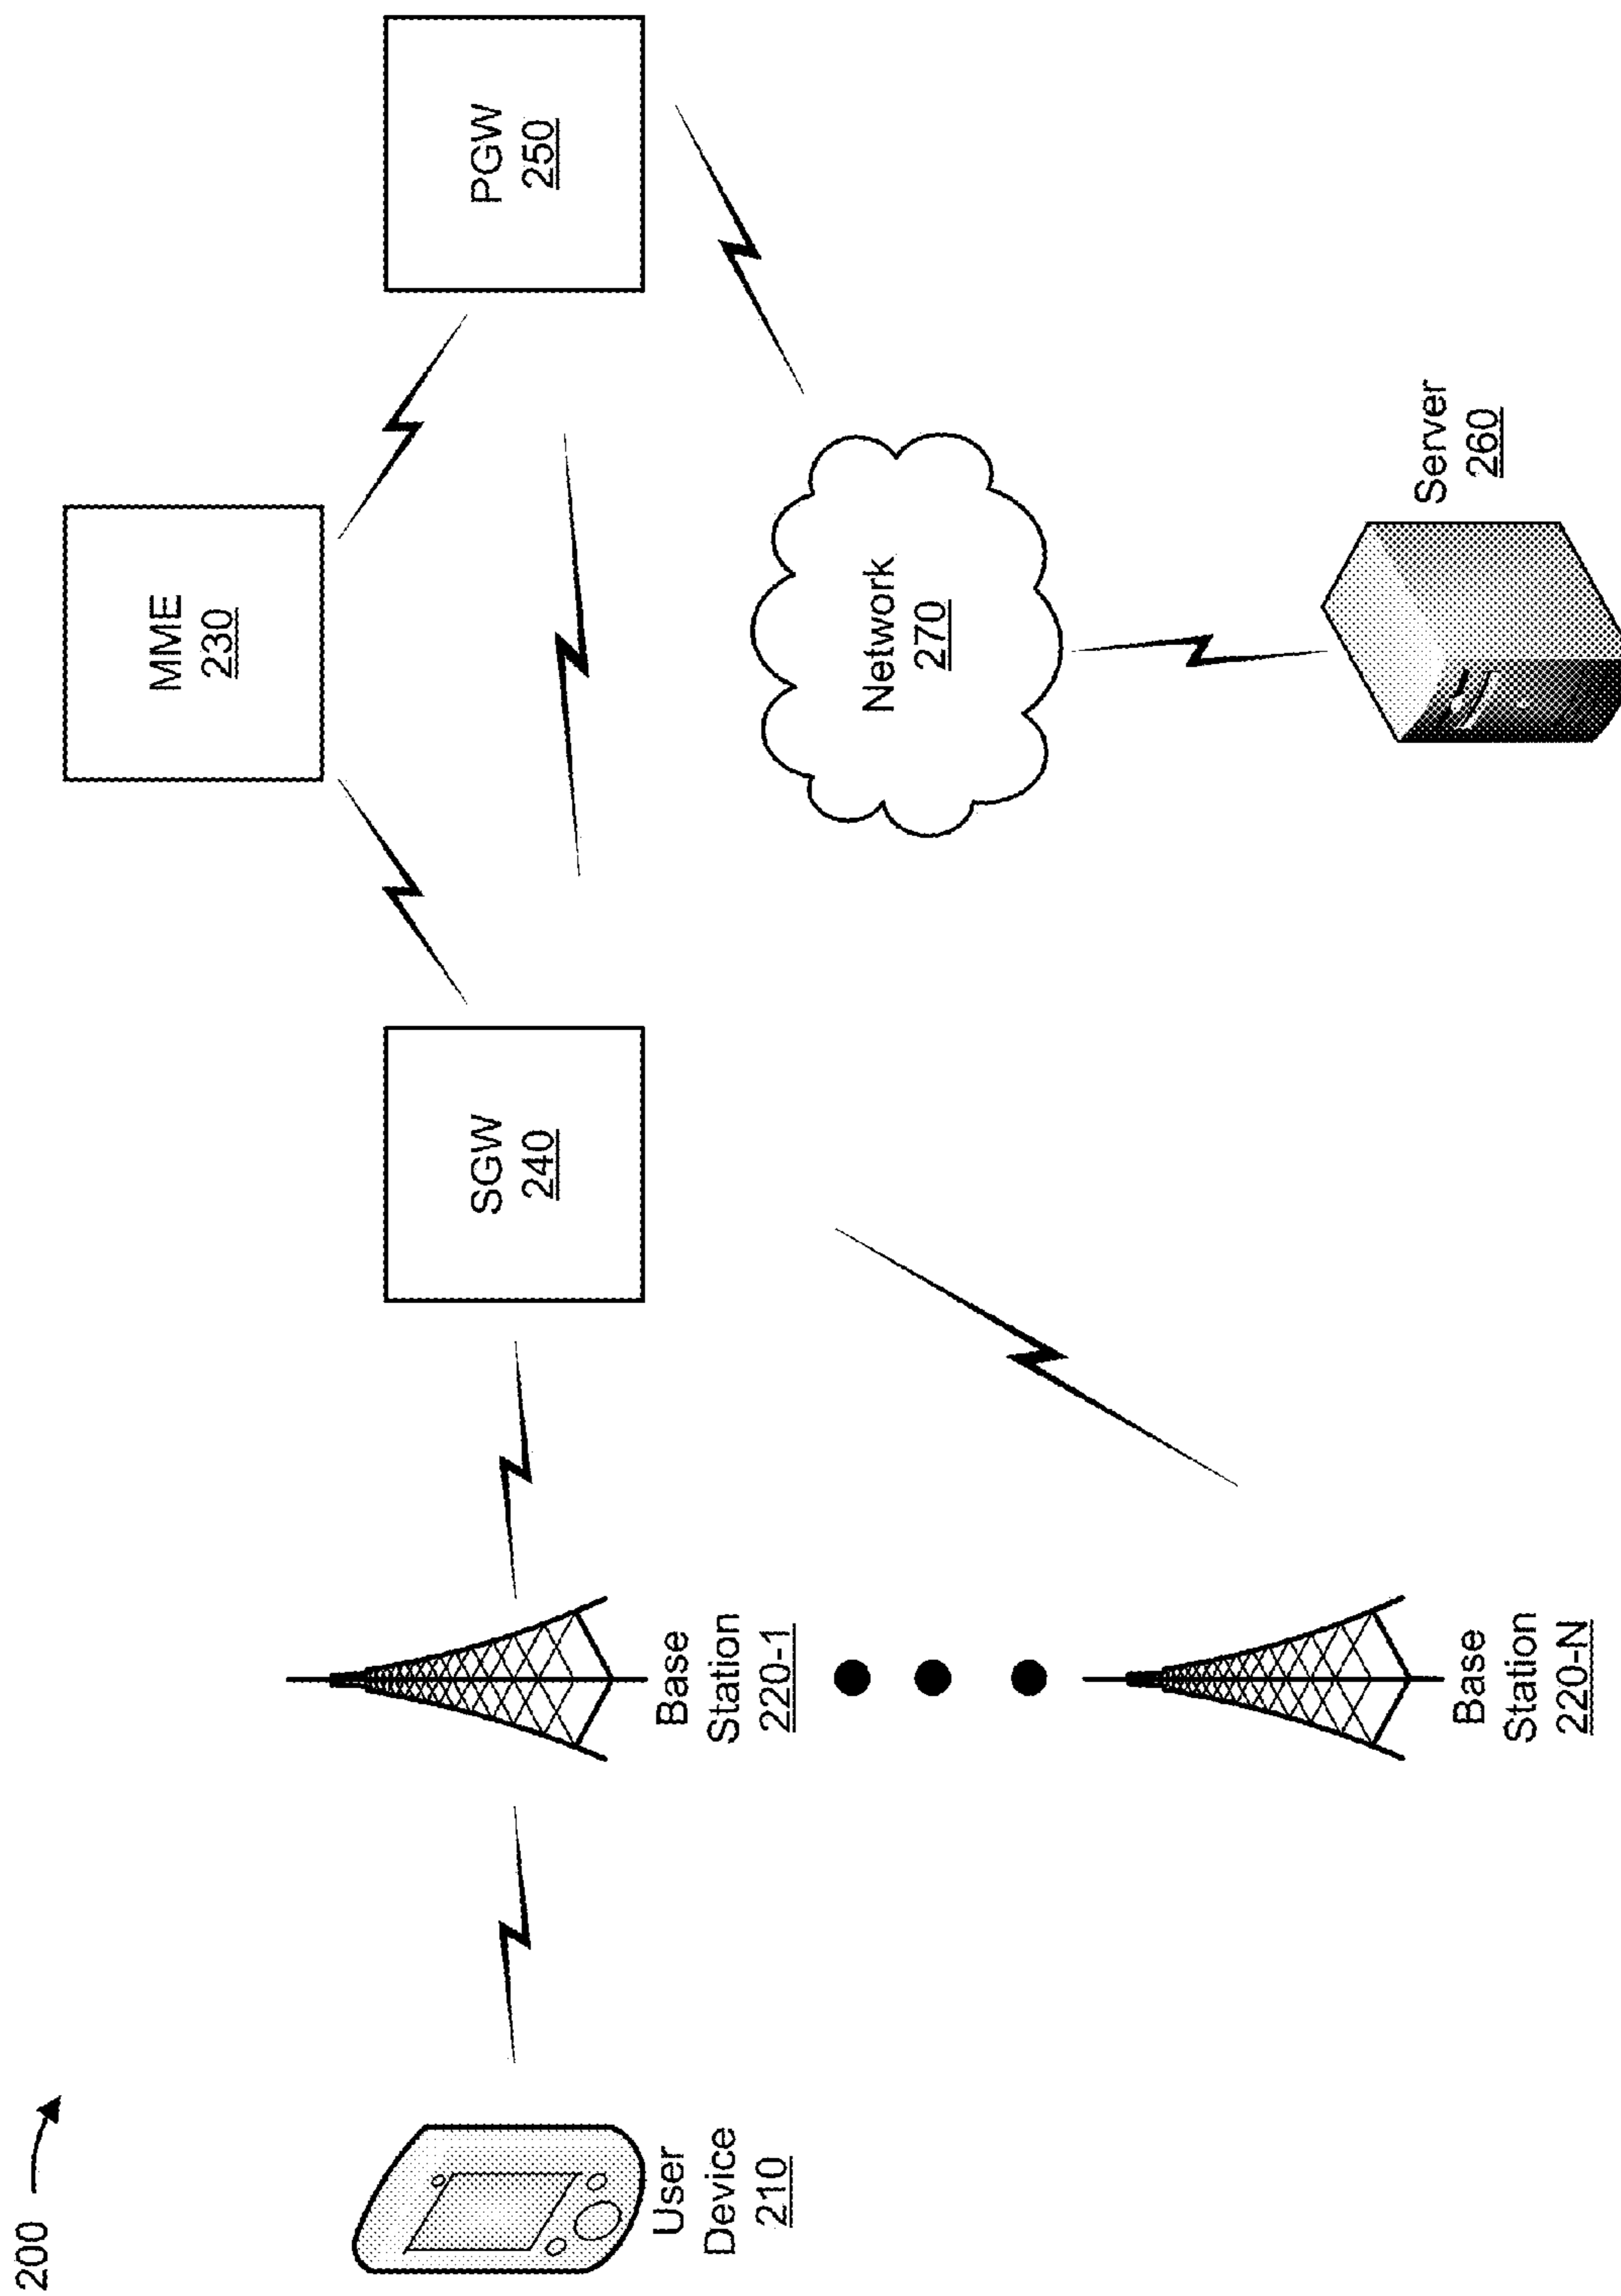 200
MME
230
User
Device
210
Base
Station
220-1
SGW
240
PGW
250
Base
Station
220-N
Network
270
Server
260